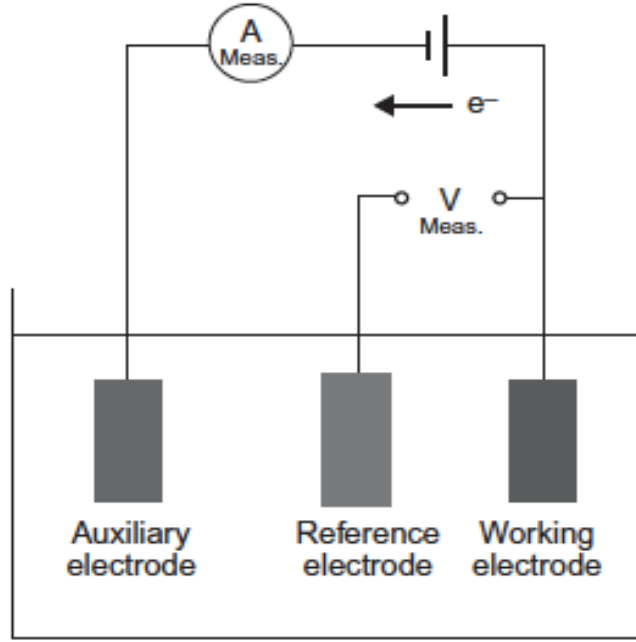 A
Meas.
e–
V
Meas.
Auxiliary
electrode
Reference
electrode
Working
electrode